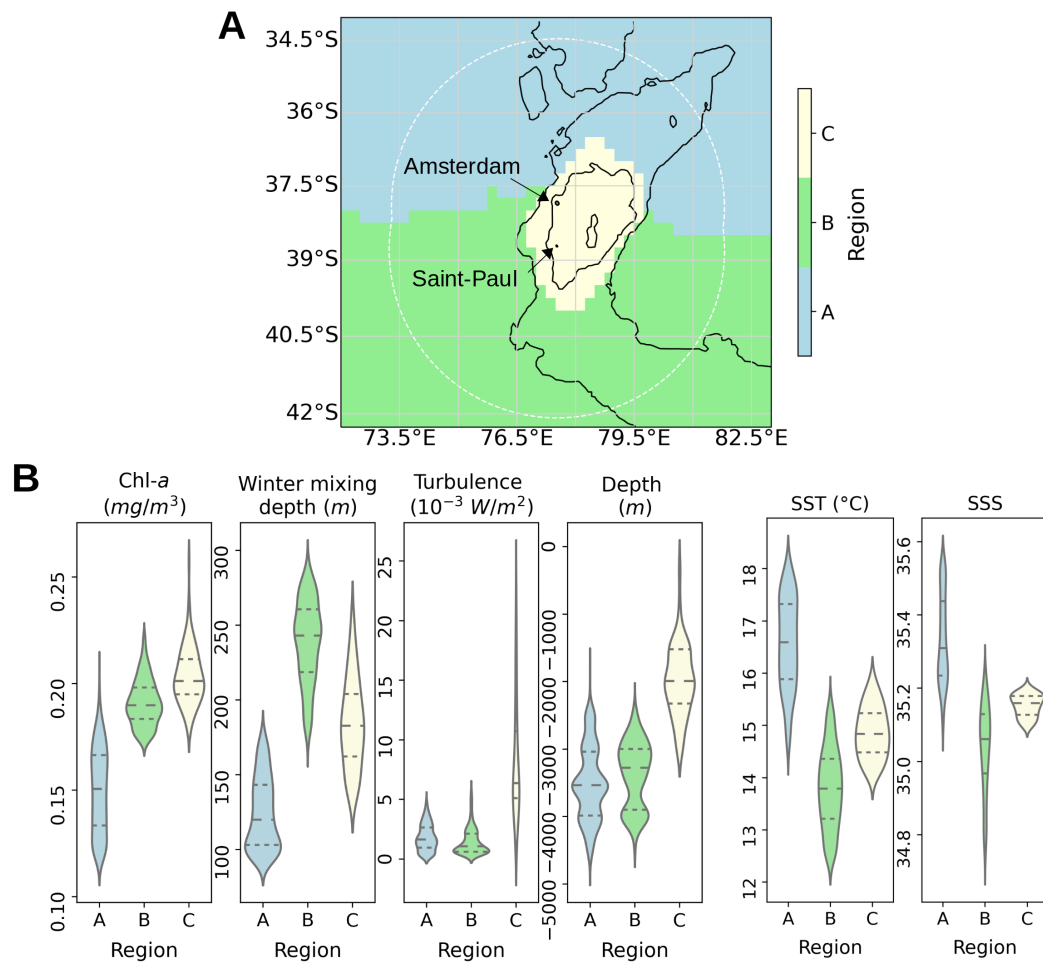 A
34.5°S
36°S
37.5°S
39°S
40.5°S
42°S
73.5°E 76.5°E 79.5°E 82.5°E
Amsterdam
Saint-Paul
C
B
A
Region
B
Chl-a
(mg/m³)
0.25
0.20
0.15
0.10
A B C
Region
Winter mixing
depth (m)
300
250
200
150
100
A B C
Region
Turbulence
(10⁻³ W/m²)
25
20
15
10
5
0
A B C
Region
Depth
(m)
0
−1000
−2000
−3000
−4000
−5000
A B C
Region
SST (°C)
18
17
16
15
14
13
12
A B C
Region
SSS
35.6
35.4
35.2
35.0
34.8
A B C
Region